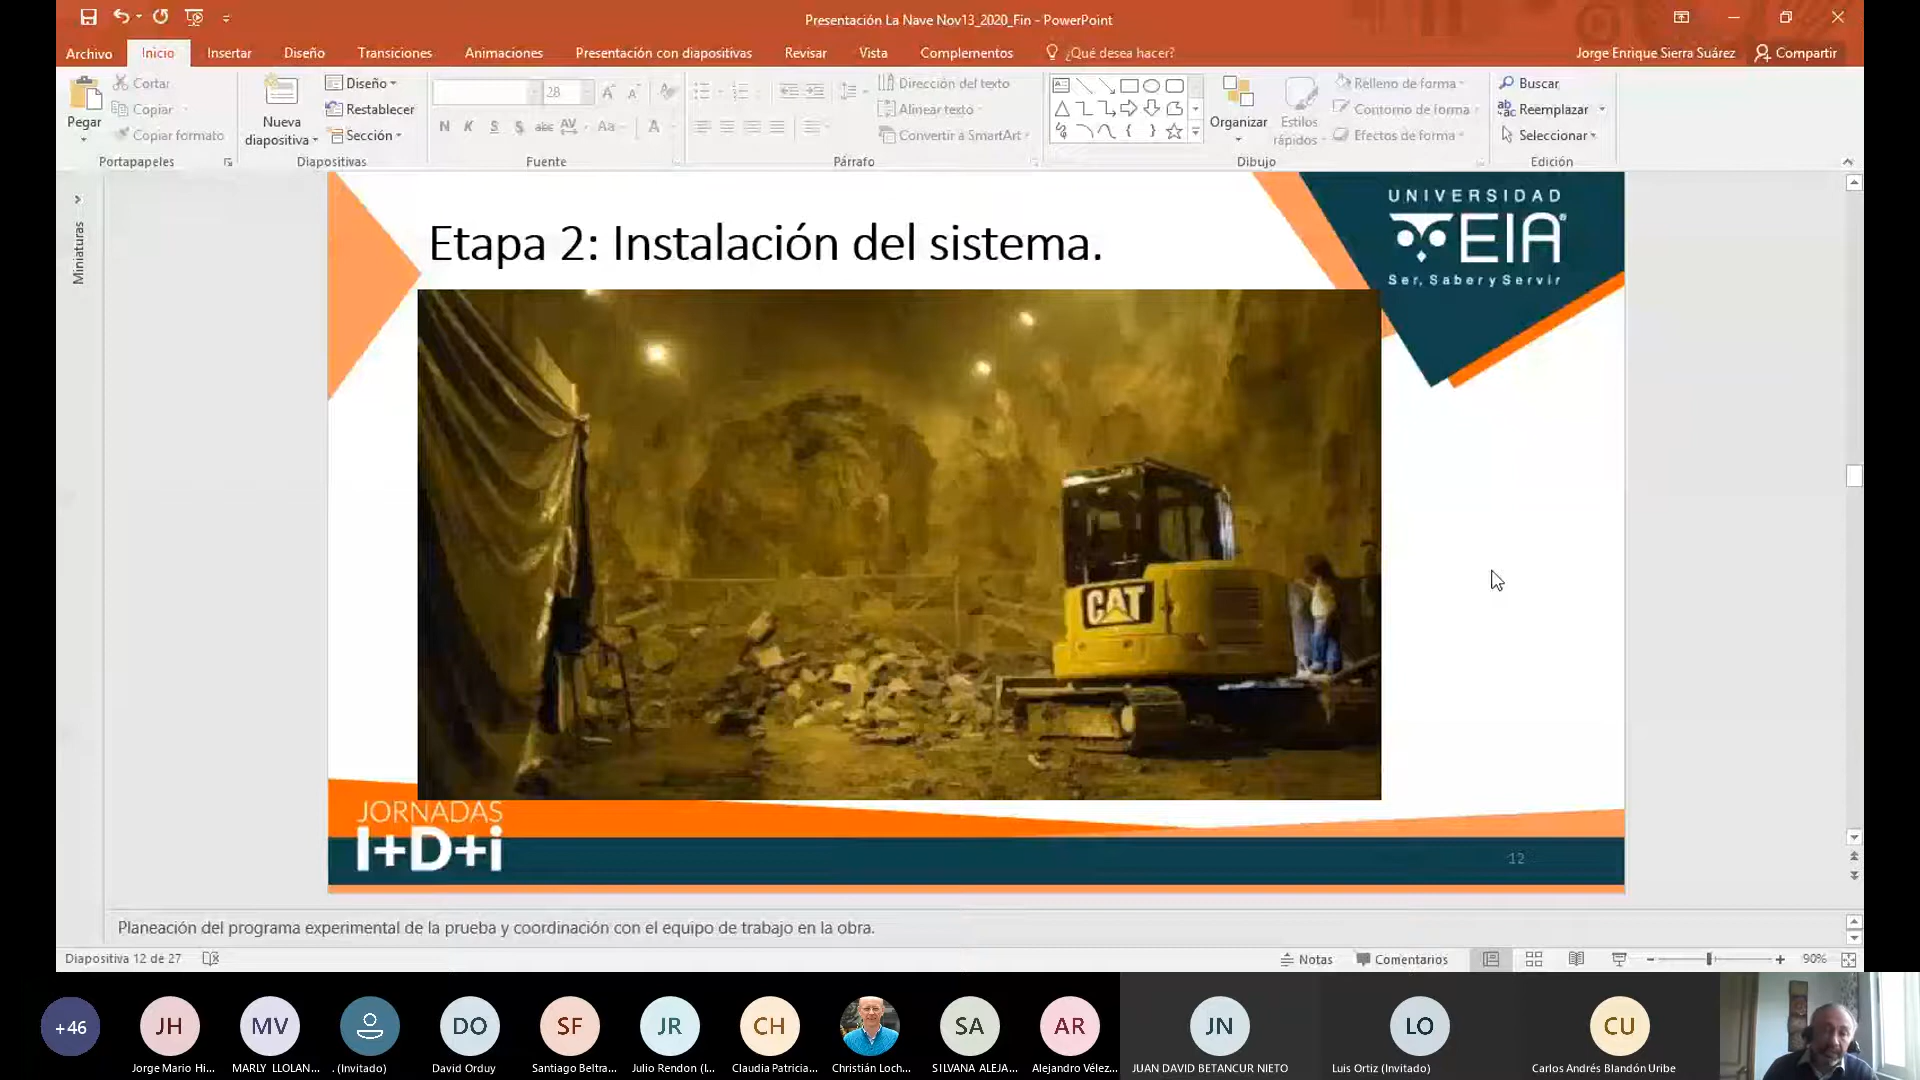 Presentación La Nave Nov13_2020_Fin - PowerPoint
Archivo Inicio Insertar Diseño Transiciones Animaciones Presentación con diapositivas Revisar Vista Complementos ¿Qué desea hacer? Jorge Enrique Sierra Suárez Compartir
Pegar
Cortar
Copiar
Copiar formato
Portapapeles
Nueva
diapositiva
Diseño
Restablecer
Sección
Diapositivas
28
N K S S abc AV Aa A
Fuente
Dirección del texto
Alinear texto
Convertir a SmartArt
Párrafo
Organizar
Estilos
rápidos
Relleno de forma
Contorno de forma
Efectos de forma
Dibujo
Buscar
Reemplazar
Seleccionar
Edición
Miniaturas
Etapa 2: Instalación del sistema.
UNIVERSIDAD
EIA
Ser, Saber y Servir
CAT
JORNADAS
I+D+i
12
Planeación del programa experimental de la prueba y coordinación con el equipo de trabajo en la obra.
Diapositiva 12 de 27 Notas Comentarios 90%
+46 JH MV DO SF JR CH SA AR JN LO CU
Jorge Mario Hi... MARLY LLOLAN... . (Invitado) David Orduy Santiago Beltra... Julio Rendon (I... Claudia Patricia... Christián Loch... SILVANA ALEJA... Alejandro Vélez... JUAN DAVID BETANCUR NIETO Luis Ortiz (Invitado) Carlos Andrés Blandón Uribe